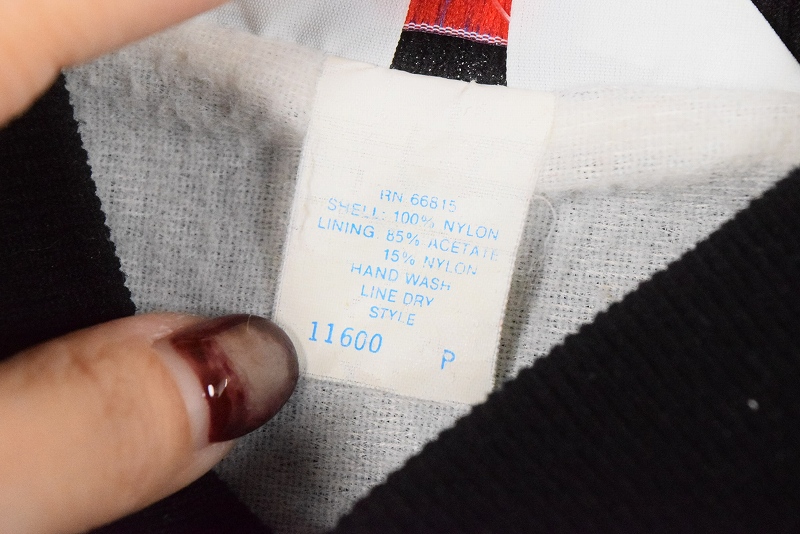 RN 66815
SHELL: 100% NYLON
LINING: 85% ACETATE
15% NYLON
HAND WASH
LINE DRY
STYLE
11600 P